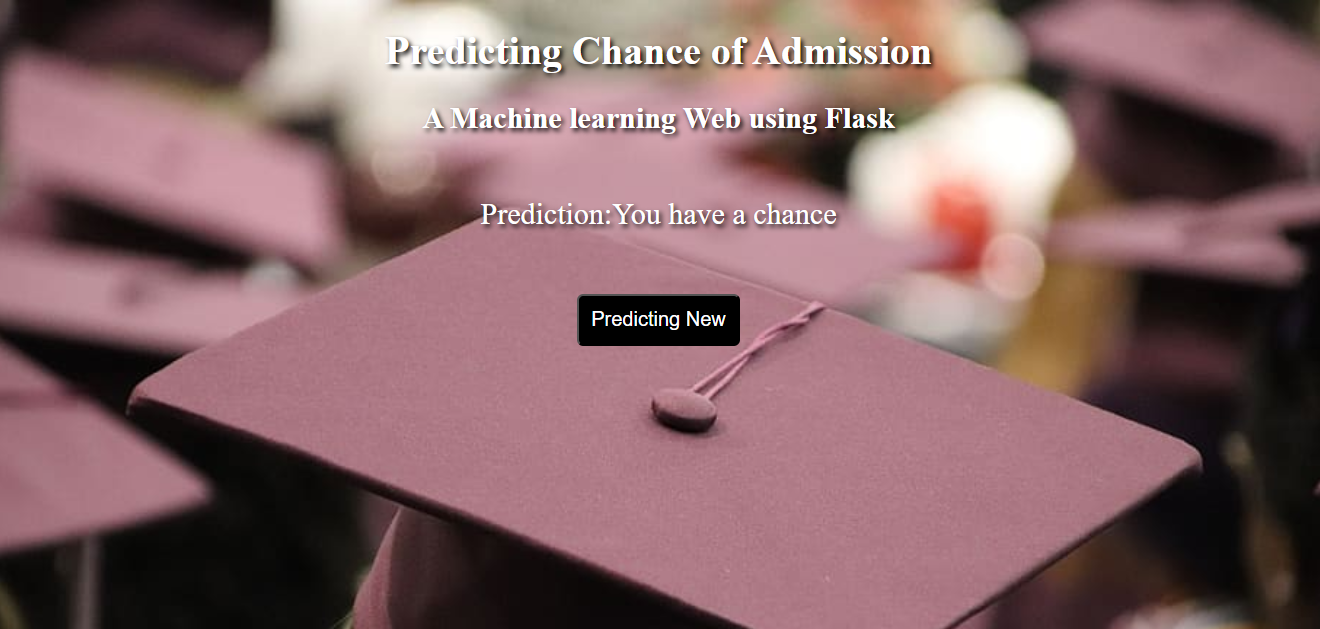 Predicting Chance of Admission
A Machine learning Web using Flask
Prediction:You have a chance
Predicting New